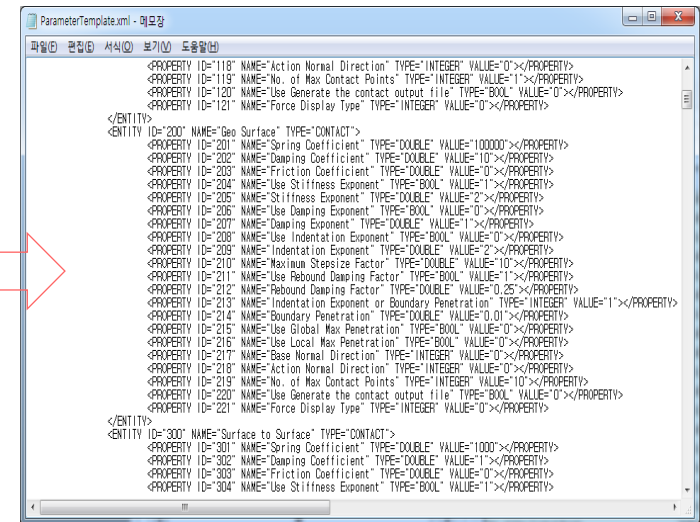 ParameterTemplate.xml - 메모장
파일(F) 편집(E) 서식(O) 보기(V) 도움말(H)
<PROPERTY ID="118" NAME="Action Normal Direction" TYPE="INTEGER" VALUE="0"></PROPERTY>
<PROPERTY ID="119" NAME="No. of Max Contact Points" TYPE="INTEGER" VALUE="1"></PROPERTY>
<PROPERTY ID="120" NAME="Use Generate the contact output file" TYPE="BOOL" VALUE="0"></PROPERTY>
<PROPERTY ID="121" NAME="Force Display Type" TYPE="INTEGER" VALUE="0"></PROPERTY>
</ENTITY>
<ENTITY ID="200" NAME="Geo Surface" TYPE="CONTACT">
<PROPERTY ID="201" NAME="Spring Coefficient" TYPE="DOUBLE" VALUE="100000"></PROPERTY>
<PROPERTY ID="202" NAME="Damping Coefficient" TYPE="DOUBLE" VALUE="10"></PROPERTY>
<PROPERTY ID="203" NAME="Friction Coefficient" TYPE="DOUBLE" VALUE="0"></PROPERTY>
<PROPERTY ID="204" NAME="Use Stiffness Exponent" TYPE="BOOL" VALUE="1"></PROPERTY>
<PROPERTY ID="205" NAME="Stiffness Exponent" TYPE="DOUBLE" VALUE="2"></PROPERTY>
<PROPERTY ID="206" NAME="Use Damping Exponent" TYPE="BOOL" VALUE="0"></PROPERTY>
<PROPERTY ID="207" NAME="Damping Exponent" TYPE="DOUBLE" VALUE="1"></PROPERTY>
<PROPERTY ID="208" NAME="Use Indentation Exponent" TYPE="BOOL" VALUE="0"></PROPERTY>
<PROPERTY ID="209" NAME="Indentation Exponent" TYPE="DOUBLE" VALUE="2"></PROPERTY>
<PROPERTY ID="210" NAME="Maximum Stepsize Factor" TYPE="DOUBLE" VALUE="10"></PROPERTY>
<PROPERTY ID="211" NAME="Use Rebound Damping Factor" TYPE="BOOL" VALUE="1"></PROPERTY>
<PROPERTY ID="212" NAME="Rebound Damping Factor" TYPE="DOUBLE" VALUE="0.25"></PROPERTY>
<PROPERTY ID="213" NAME="Indentation Exponent or Boundary Penetration" TYPE="INTEGER" VALUE="1"></PROPERTY>
<PROPERTY ID="214" NAME="Boundary Penetration" TYPE="DOUBLE" VALUE="0.01"></PROPERTY>
<PROPERTY ID="215" NAME="Use Global Max Penetration" TYPE="BOOL" VALUE="0"></PROPERTY>
<PROPERTY ID="216" NAME="Use Local Max Penetration" TYPE="BOOL" VALUE="0"></PROPERTY>
<PROPERTY ID="217" NAME="Base Normal Direction" TYPE="INTEGER" VALUE="0"></PROPERTY>
<PROPERTY ID="218" NAME="Action Normal Direction" TYPE="INTEGER" VALUE="0"></PROPERTY>
<PROPERTY ID="219" NAME="No. of Max Contact Points" TYPE="INTEGER" VALUE="10"></PROPERTY>
<PROPERTY ID="220" NAME="Use Generate the contact output file" TYPE="BOOL" VALUE="0"></PROPERTY>
<PROPERTY ID="221" NAME="Force Display Type" TYPE="INTEGER" VALUE="0"></PROPERTY>
</ENTITY>
<ENTITY ID="300" NAME="Surface to Surface" TYPE="CONTACT">
<PROPERTY ID="301" NAME="Spring Coefficient" TYPE="DOUBLE" VALUE="1000"></PROPERTY>
<PROPERTY ID="302" NAME="Damping Coefficient" TYPE="DOUBLE" VALUE="1"></PROPERTY>
<PROPERTY ID="303" NAME="Friction Coefficient" TYPE="DOUBLE" VALUE="0"></PROPERTY>
<PROPERTY ID="304" NAME="Use Stiffness Exponent" TYPE="BOOL" VALUE="1"></PROPERTY>